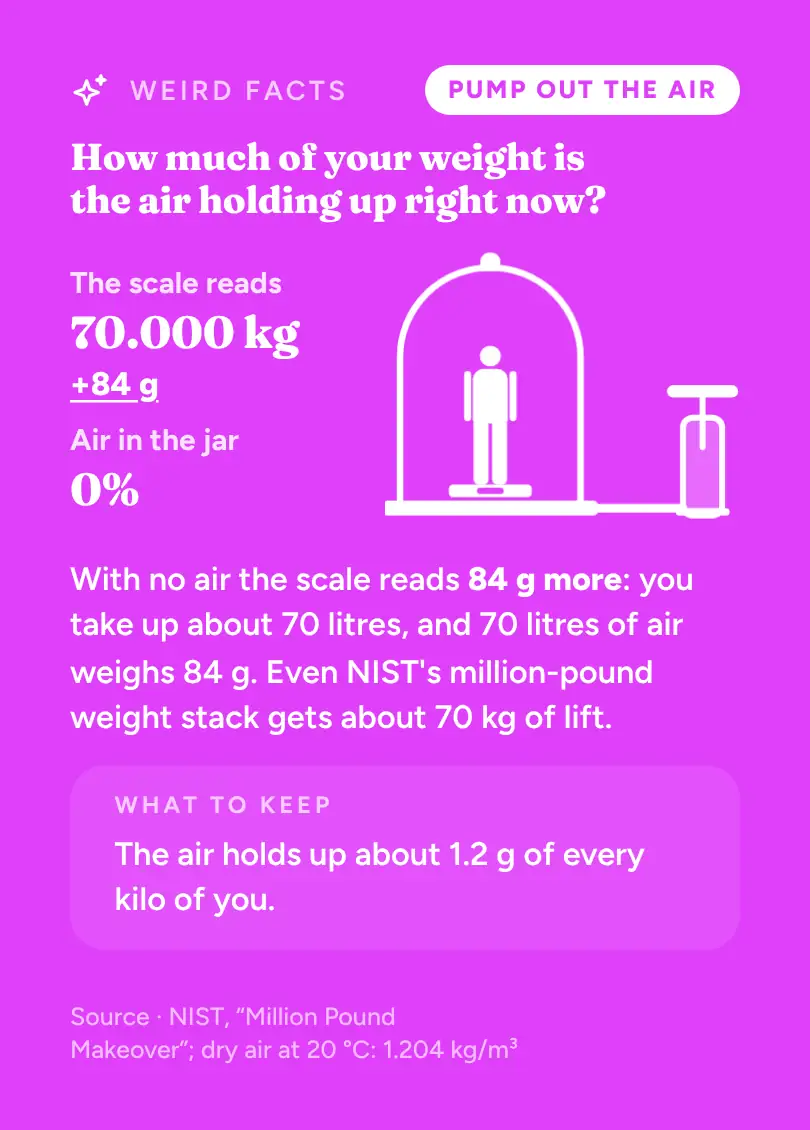 WEIRD FACTS
PUMP OUT THE AIR
How much of your weight is
the air holding up right now?
The scale reads
70.000 kg
+84 g
Air in the jar
0%
With no air the scale reads 84 g more: you
take up about 70 litres, and 70 litres of air
weighs 84 g. Even NIST's million-pound
weight stack gets about 70 kg of lift.
WHAT TO KEEP
The air holds up about 1.2 g of every
kilo of you.
Source · NIST, “Million Pound
Makeover”; dry air at 20 °C: 1.204 kg/m³